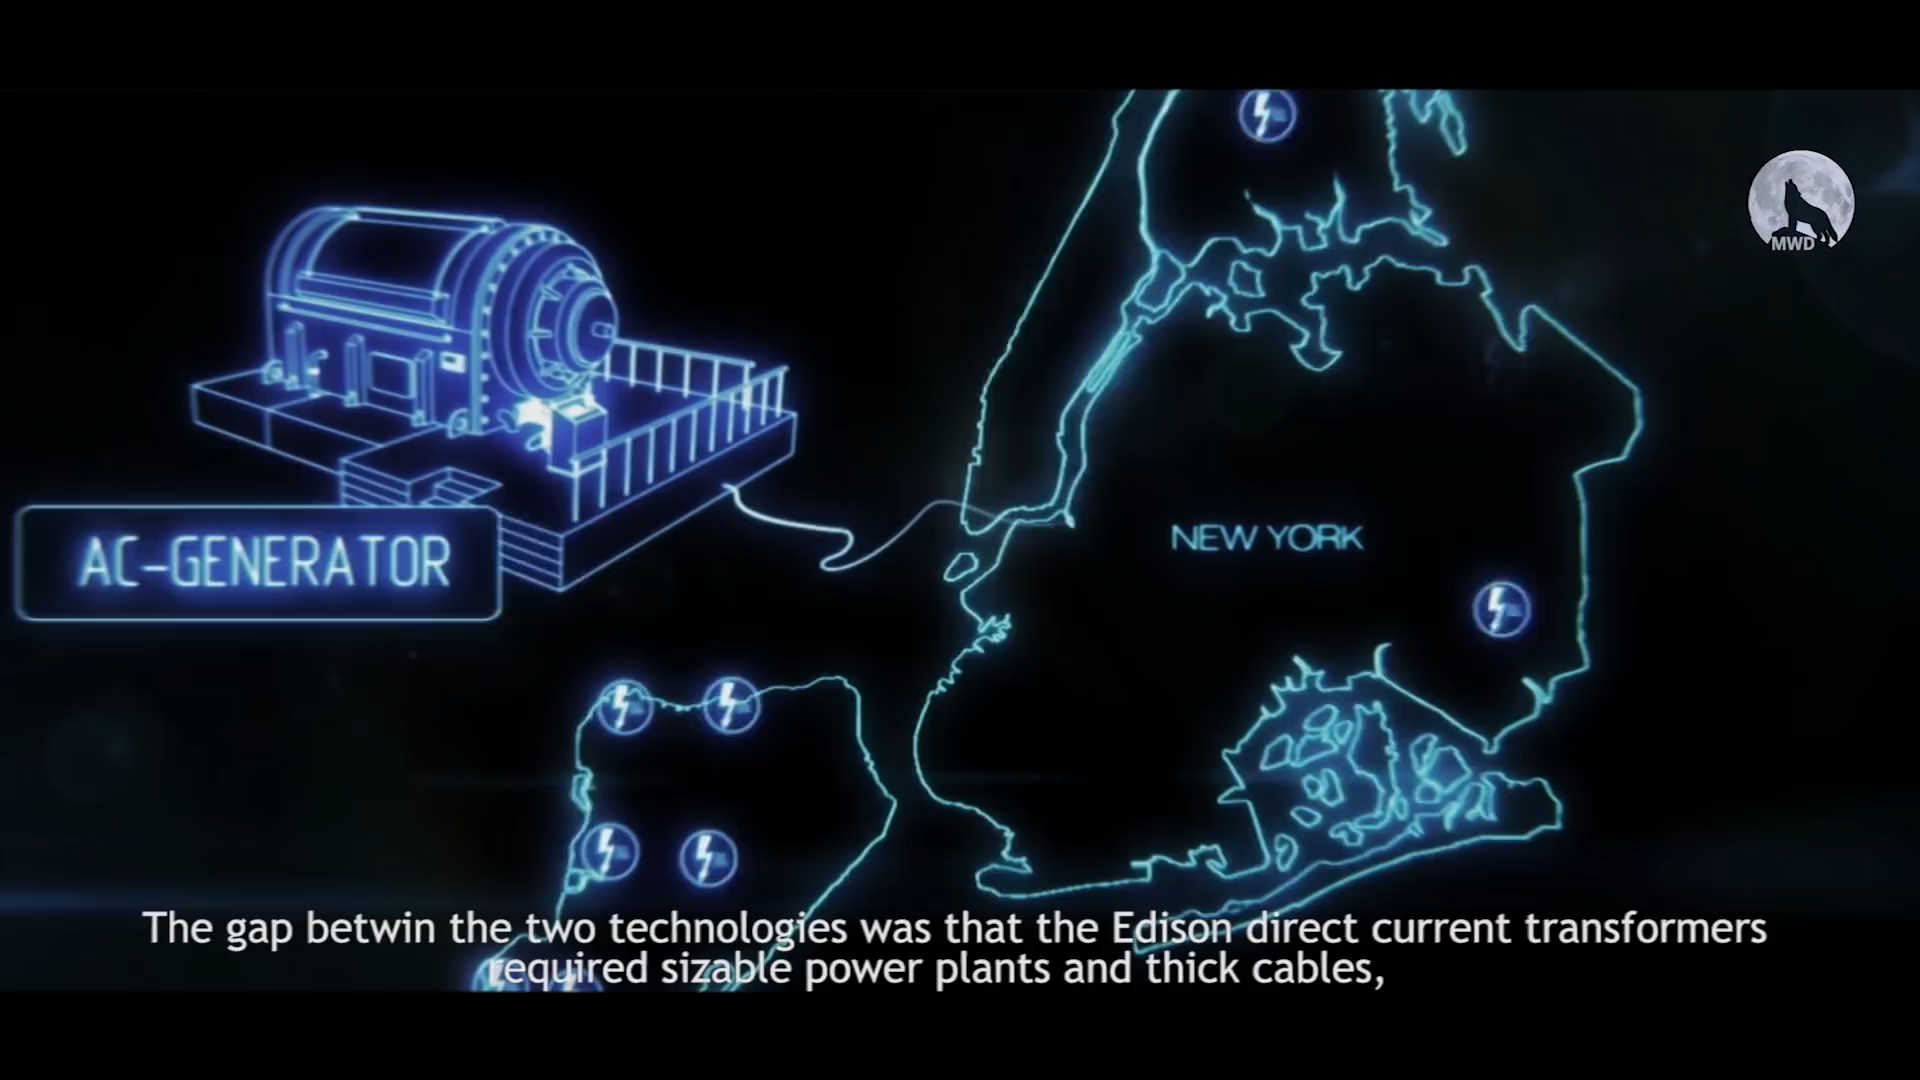 MWD
NEW YORK
AC-GENERATOR
The gap betwin the two technologies was that the Edison direct current transformers
required sizable power plants and thick cables,